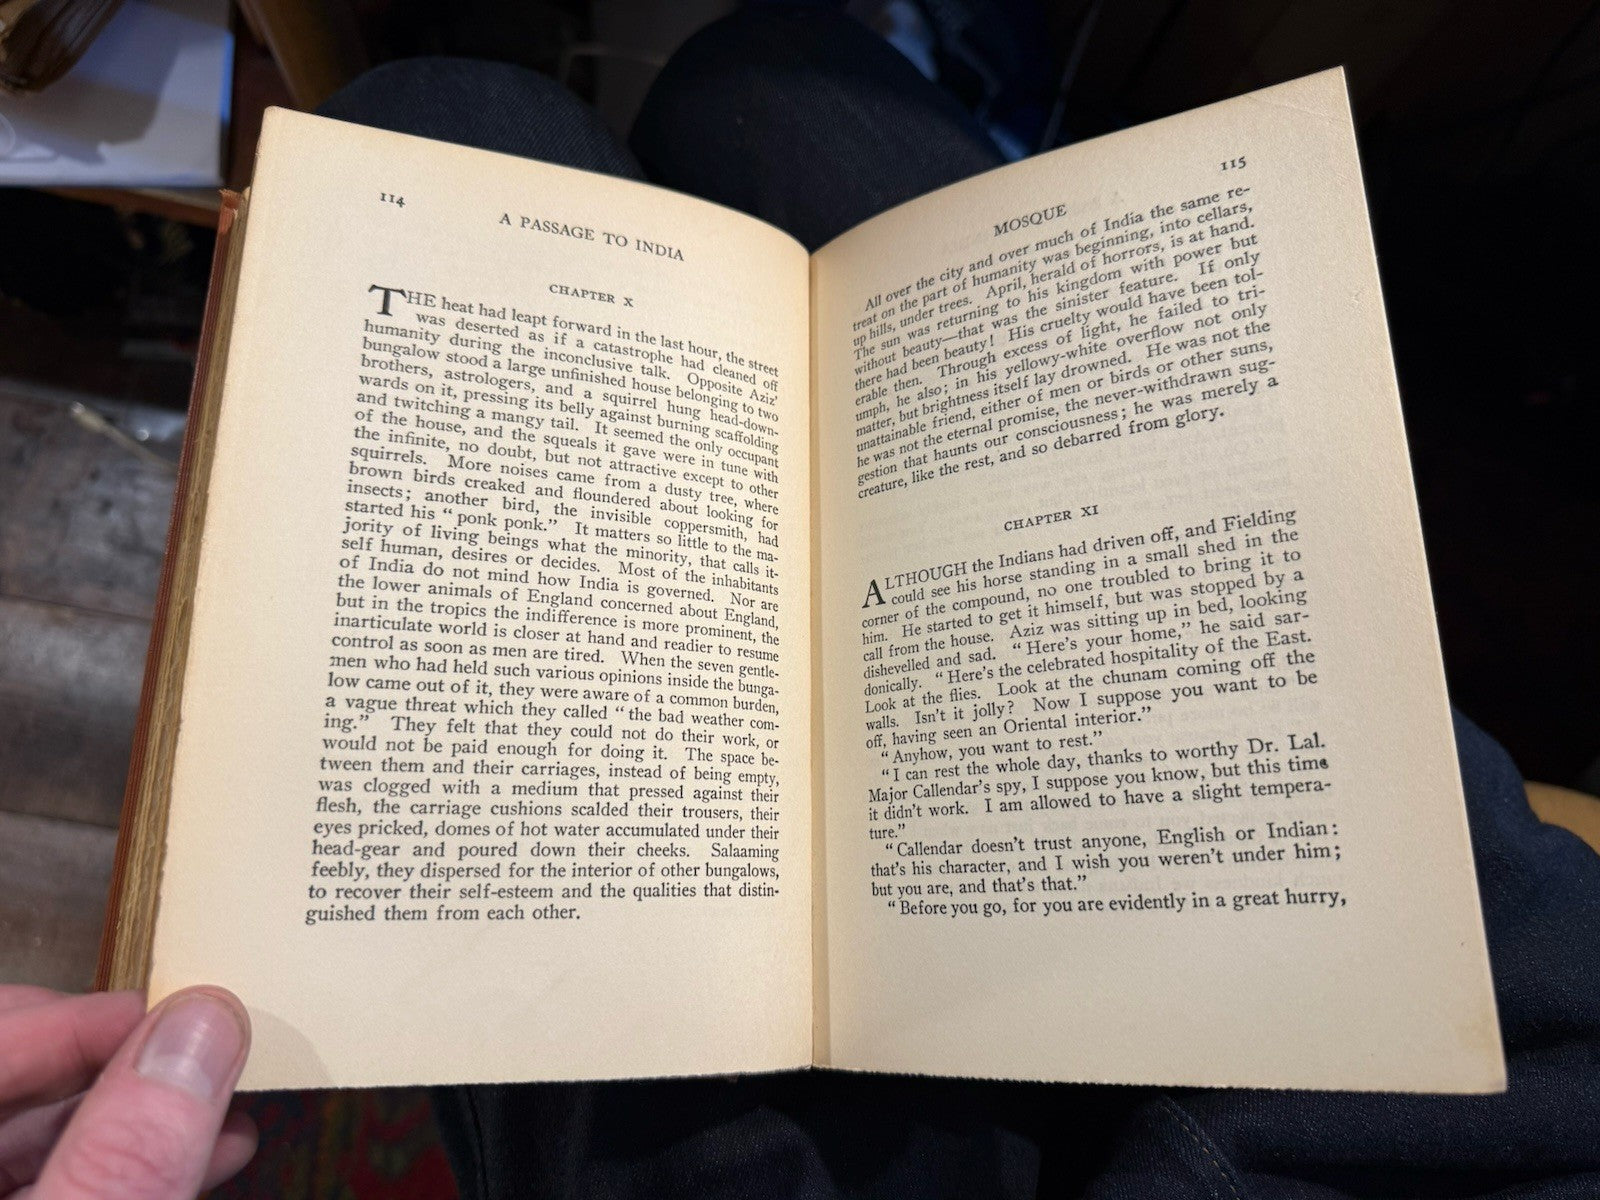 114
A PASSAGE TO INDIA
CHAPTER X
THE heat had leapt forward in the last hour, the street
was deserted as if a catastrophe had cleaned off
humanity during the inconclusive talk. Opposite Aziz'
bungalow stood a large unfinished house belonging to two
brothers, astrologers, and a squirrel hung head-down-
wards on it, pressing its belly against burning scaffolding
and twitching a mangy tail. It seemed the only occupant
of the house, and the squeals it gave were in tune with
the infinite, no doubt, but not attractive except to other
squirrels. More noises came from a dusty tree, where
brown birds creaked and floundered about looking for
insects; another bird, the invisible coppersmith, had
started his "ponk ponk." It matters so little to the ma-
jority of living beings what the minority, that calls it-
self human, desires or decides. Most of the inhabitants
of India do not mind how India is governed. Nor are
the lower animals of England concerned about England,
but in the tropics the indifference is more prominent, the
inarticulate world is closer at hand and readier to resume
control as soon as men are tired. When the seven gentle-
men who had held such various opinions inside the bunga-
low came out of it, they were aware of a common burden,
a vague threat which they called "the bad weather com-
ing." They felt that they could not do their work, or
would not be paid enough for doing it. The space be-
tween them and their carriages, instead of being empty,
was clogged with a medium that pressed against their
flesh, the carriage cushions scalded their trousers, their
eyes pricked, domes of hot water accumulated under their
head-gear and poured down their cheeks. Salaaming
feebly, they dispersed for the interior of other bungalows,
to recover their self-esteem and the qualities that distin-
guished them from each other.
115
MOSQUE
All over the city and over much of India the same re-
treat on the part of humanity was beginning, into cellars,
up hills, under trees. April, herald of horrors, is at hand.
The sun was returning to his kingdom with power but
without beauty—that was the sinister feature. If only
there had been beauty! His cruelty would have been tol-
erable then. Through excess of light, he failed to tri-
umph, he also; in his yellowy-white overflow not only
matter, but brightness itself lay drowned. He was not the
unattainable friend, either of men or birds or other suns,
he was not the eternal promise, the never-withdrawn sug-
gestion that haunts our consciousness; he was merely a
creature, like the rest, and so debarred from glory.
CHAPTER XI
ALTHOUGH the Indians had driven off, and Fielding
could see his horse standing in a small shed in the
corner of the compound, no one troubled to bring it to
him. He started to get it himself, but was stopped by a
call from the house. Aziz was sitting up in bed, looking
dishevelled and sad. "Here's your home," he said sar-
donically. "Here's the celebrated hospitality of the East.
Look at the flies. Look at the chunam coming off the
walls. Isn't it jolly? Now I suppose you want to be
off, having seen an Oriental interior."
"Anyhow, you want to rest."
"I can rest the whole day, thanks to worthy Dr. Lal.
Major Callendar's spy, I suppose you know, but this time
it didn't work. I am allowed to have a slight tempera-
ture."
"Callendar doesn't trust anyone, English or Indian:
that's his character, and I wish you weren't under him;
but you are, and that's that."
"Before you go, for you are evidently in a great hurry,